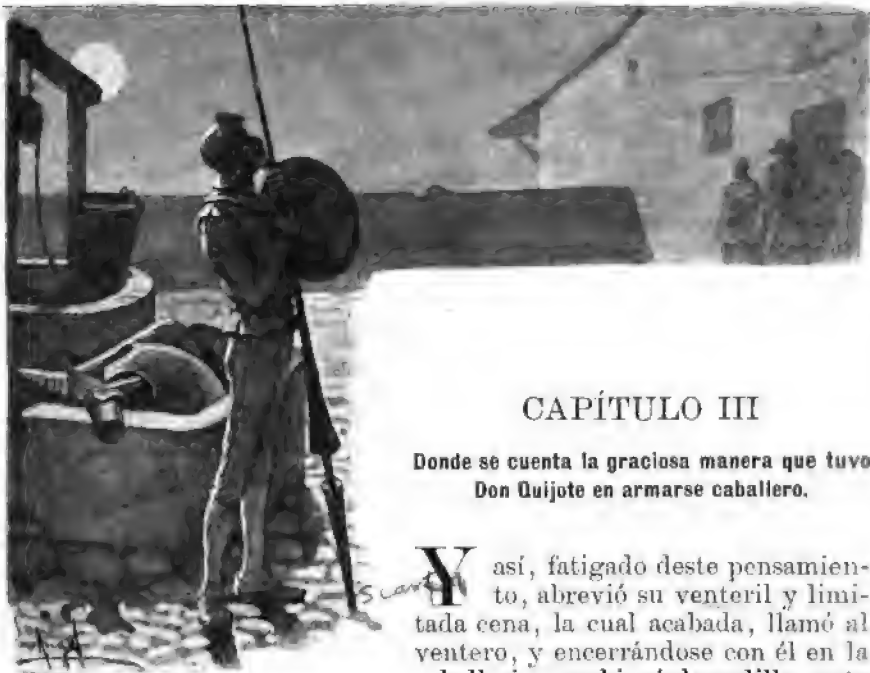 CAPÍTULO III
Donde se cuenta la graciosa manera que tuvo
Don Quijote en armarse caballero.
Y así, fatigado deste pensamien-
to, abrevió su venteril y limi-
tada cena, la cual acabada, llamó al
ventero, y encerrándose con él en la